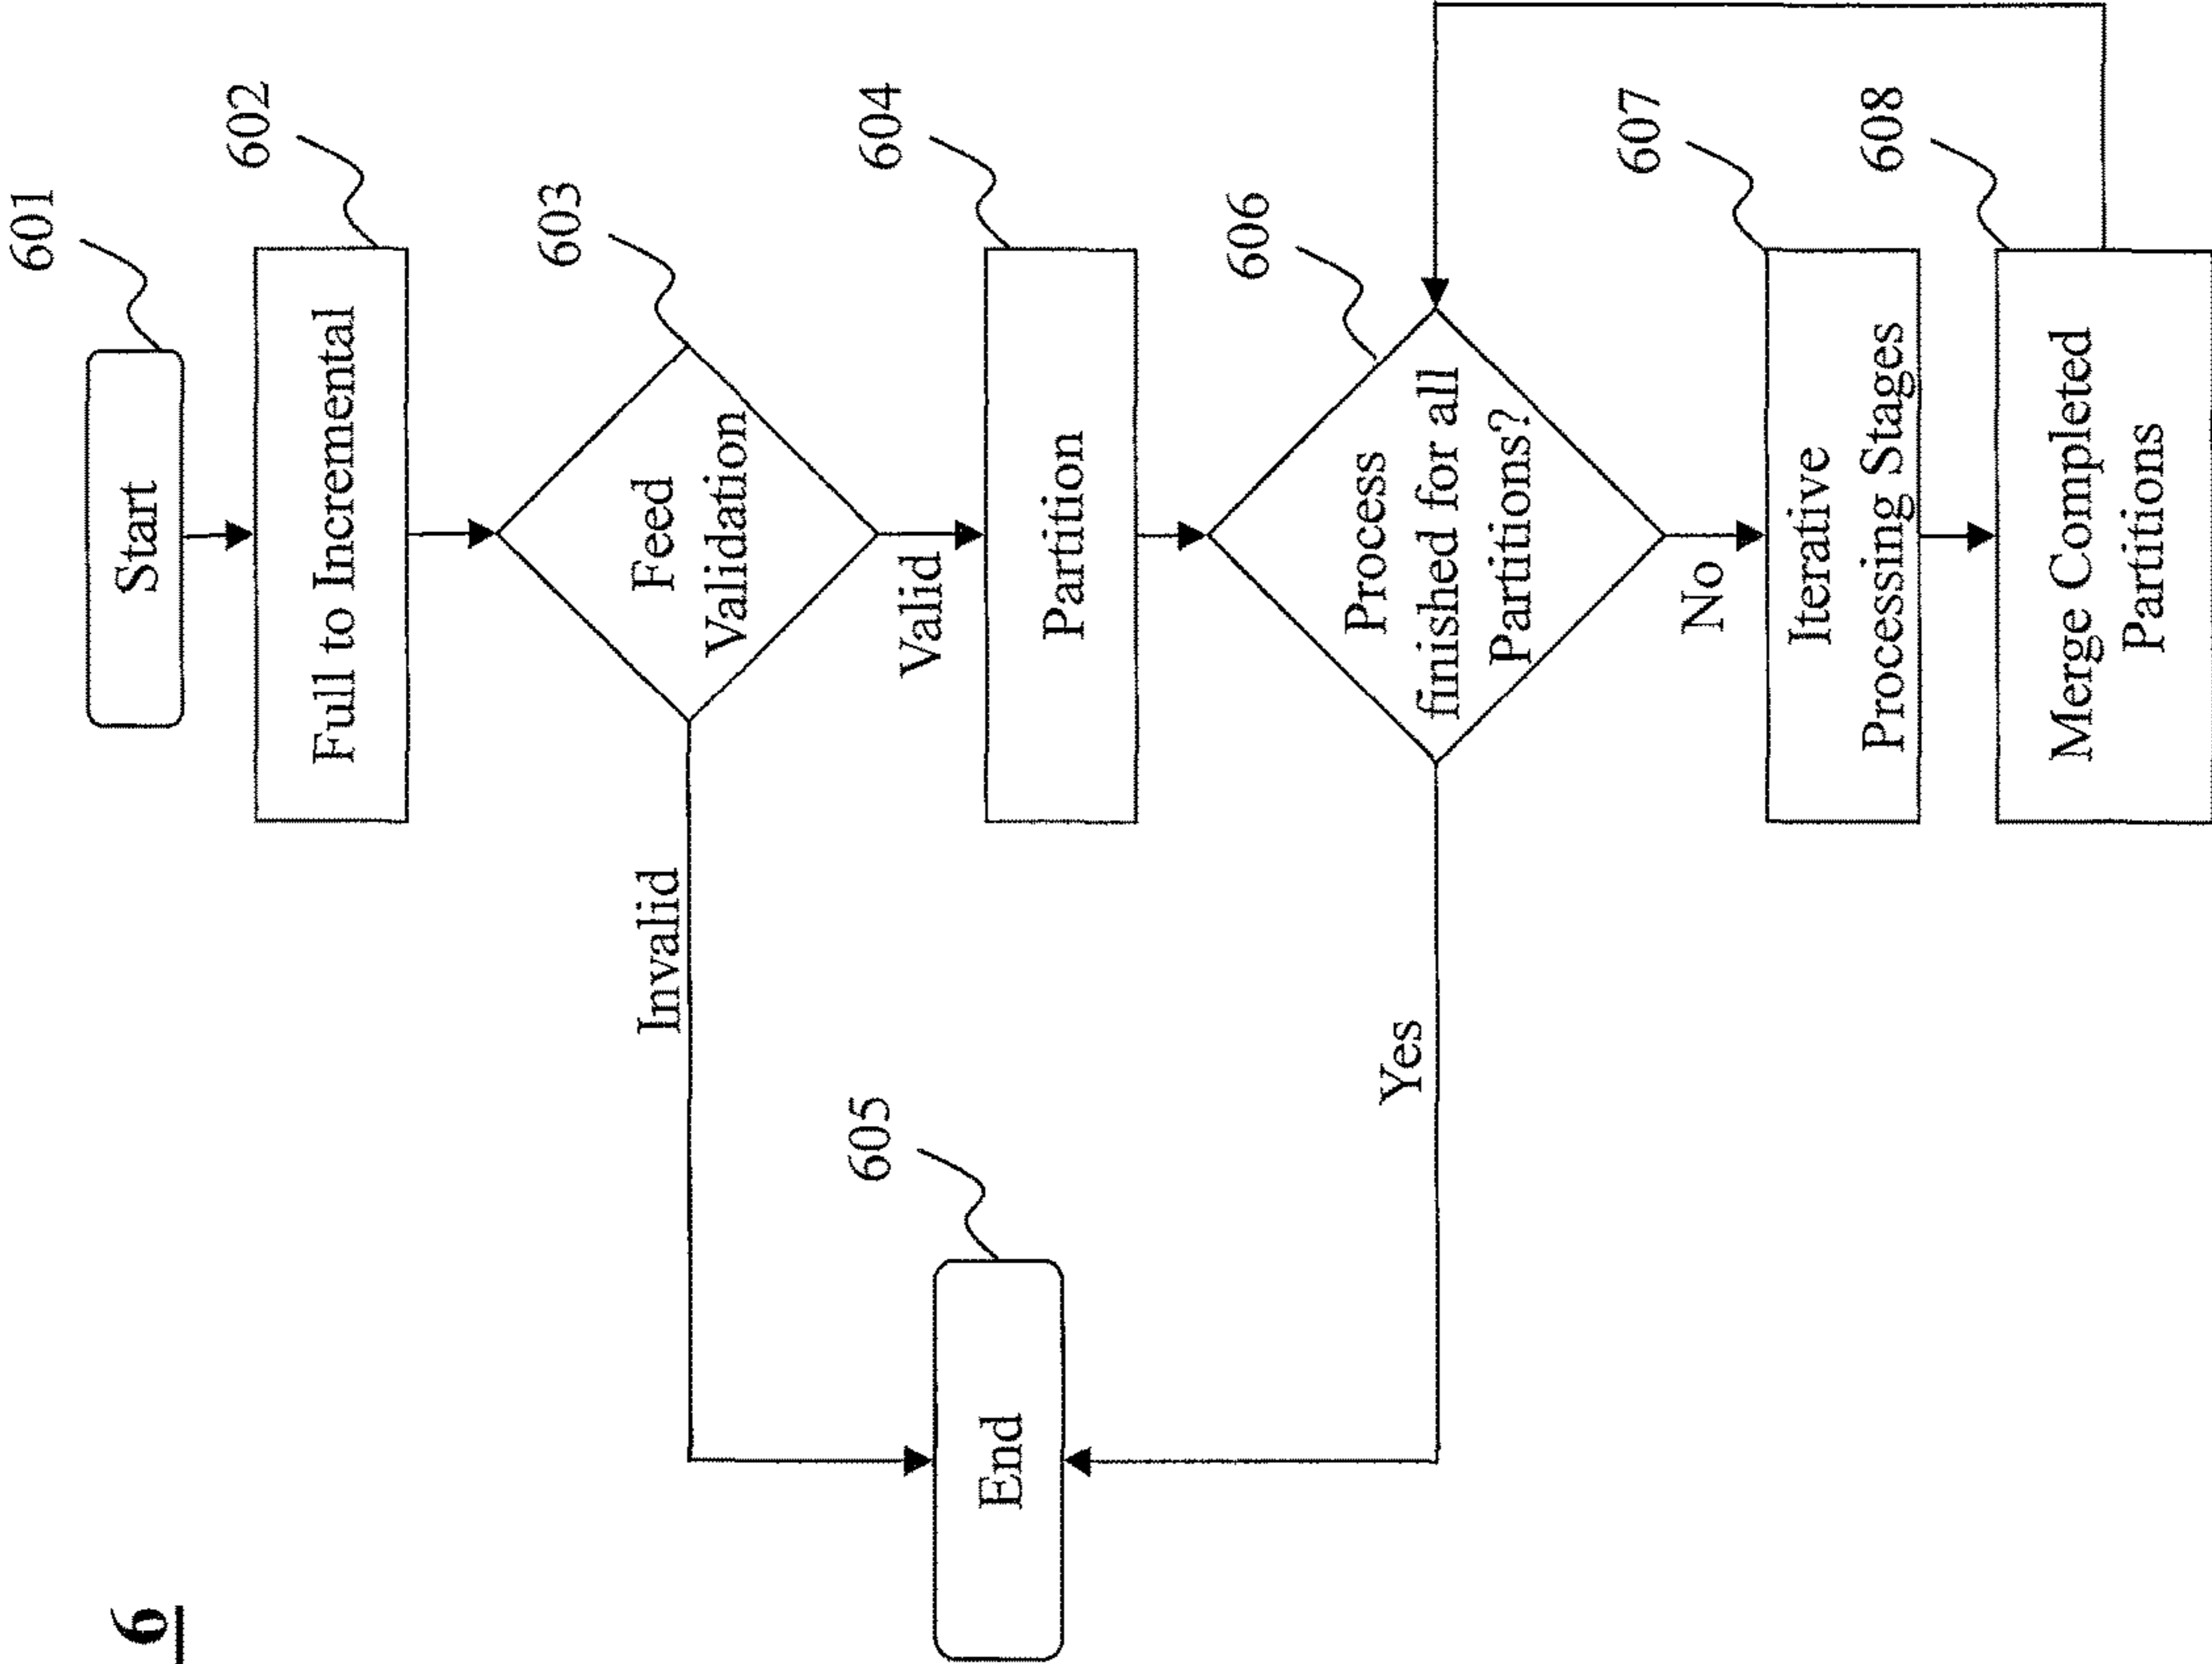 6
601
Start
602
Full to Incremental
603
Feed
Validation
Invalid
Valid
604
Partition
605
End
606
Process
finished for all
Partitions?
Yes
No
607
Iterative
Processing Stages
608
Merge Completed
Partitions